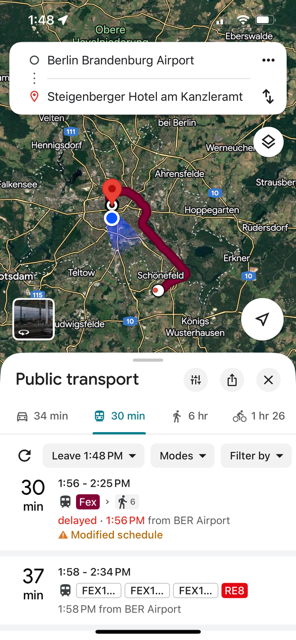 1:48
Obere
Havelniederung
Eberswalde
Berlin Brandenburg Airport
Steigenberger Hotel am Kanzleramt
Velten
bei Berlin
111
Hennigsdorf
Werneuchen
Ahrensfelde
Falkensee
10
Strausber
Hoppegarten
Rüdersdorf
Erkner
Teltow
Schönefeld
10
115
10
Ludwigsfelde
Königs
Wusterhausen
Public transport
34 min
30 min
6 hr
1 hr 26
Leave 1:48 PM
Modes
Filter by
30
min
1:56 - 2:25 PM
Fex
6
delayed · 1:56 PM from BER Airport
Modified schedule
37
min
1:58 - 2:34 PM
FEX1...
FEX1...
FEX1...
RE8
1:58 PM from BER Airport